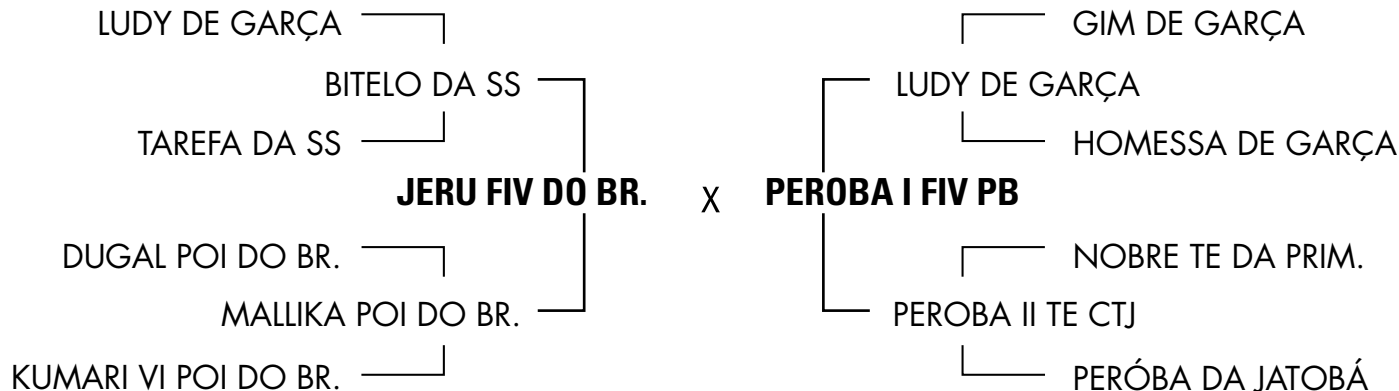 LUDY DE GARÇA
BITELO DA SS
TAREFA DA SS
JERU FIV DO BR.
DUGAL POI DO BR.
MALLIKA POI DO BR.
KUMARI VI POI DO BR.
X
GIM DE GARÇA
LUDY DE GARÇA
HOMESSA DE GARÇA
PEROBA I FIV PB
NOBRE TE DA PRIM.
PEROBA II TE CTJ
PERÓBA DA JATOBÁ